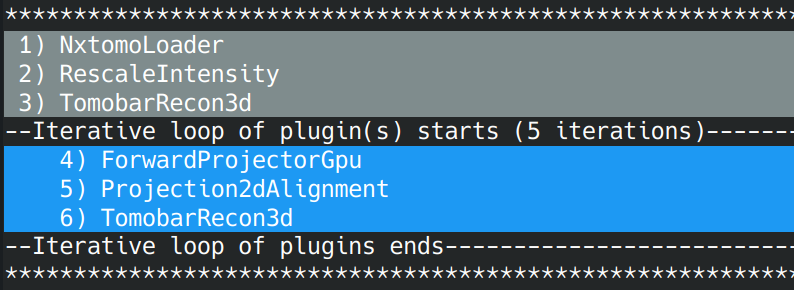 **********************************************************
1) NxtomoLoader
2) RescaleIntensity
3) TomobarRecon3d
--Iterative loop of plugin(s) starts (5 iterations)-------
4) ForwardProjectorGpu
5) Projection2dAlignment
6) TomobarRecon3d
--Iterative loop of plugins ends--------------------------
**********************************************************